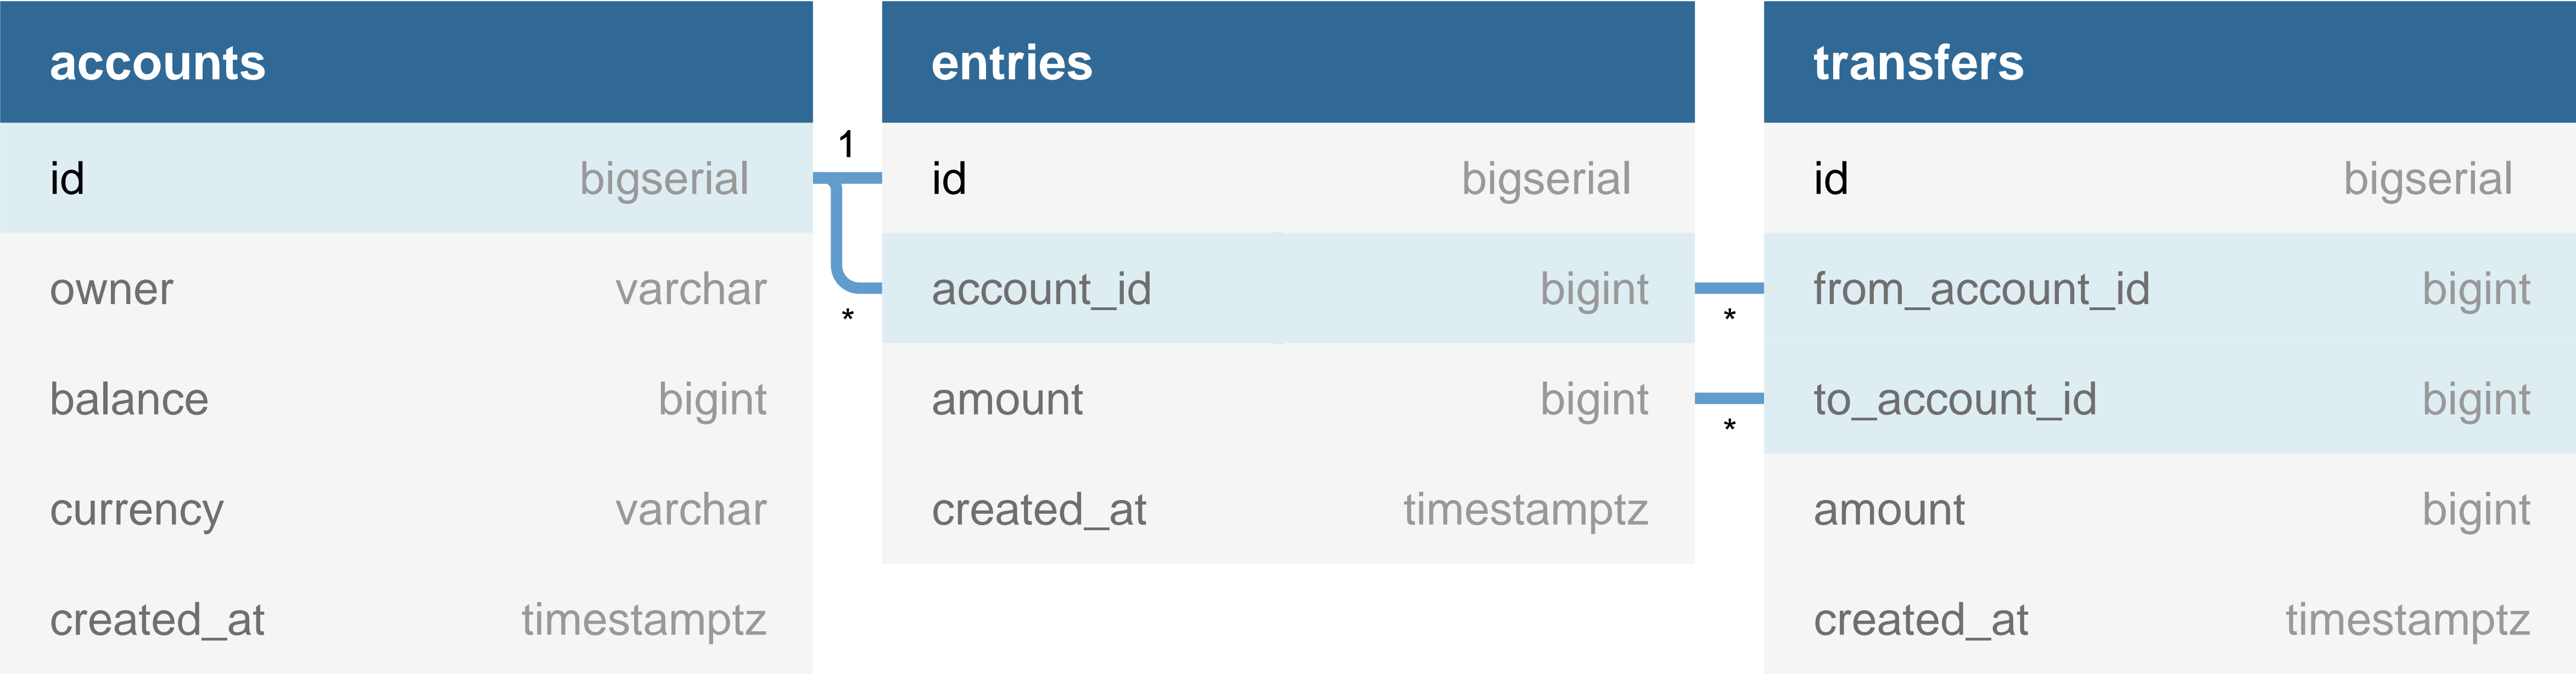 accounts
id bigserial
owner varchar
balance bigint
currency varchar
created_at timestamptz
1
*
entries
id bigserial
account_id bigint
amount bigint
created_at timestamptz
*
*
transfers
id bigserial
from_account_id bigint
to_account_id bigint
amount bigint
created_at timestamptz